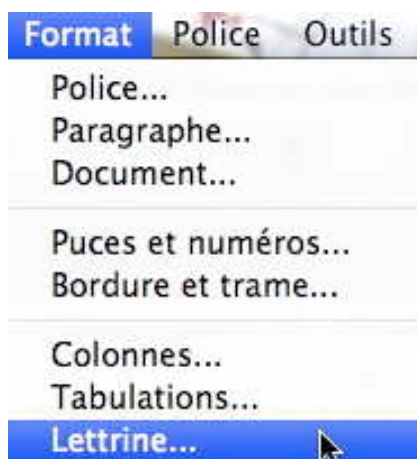 Format Police Outils
Police...
Paragraphe...
Document...
Puces et numéros...
Bordure et trame...
Colonnes...
Tabulations...
Lettrine...